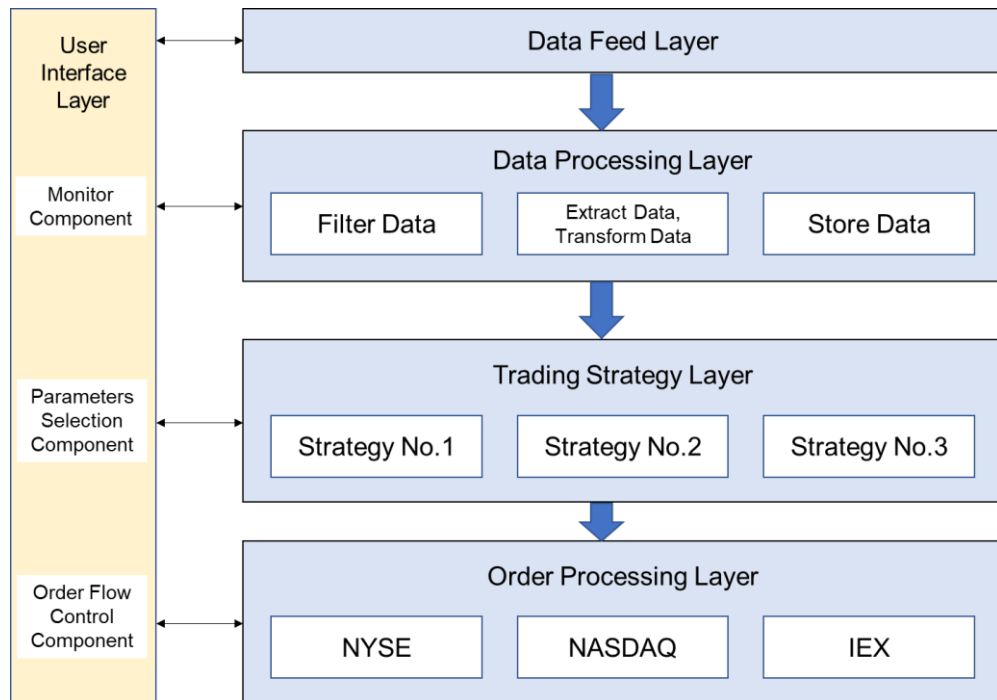 User
Interface
Layer
Data Feed Layer
Data Processing Layer
Monitor
Component
Filter Data
Extract Data,
Transform Data
Store Data
Trading Strategy Layer
Parameters
Selection
Component
Strategy No.1
Strategy No.2
Strategy No.3
Order Processing Layer
Order Flow
Control
Component
NYSE
NASDAQ
IEX